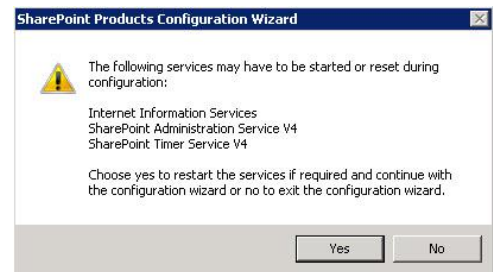 SharePoint Products Configuration Wizard
The following services may have to be started or reset during
configuration:
Internet Information Services
SharePoint Administration Service V4
SharePoint Timer Service V4
Choose yes to restart the services if required and continue with
the configuration wizard or no to exit the configuration wizard.
Yes No